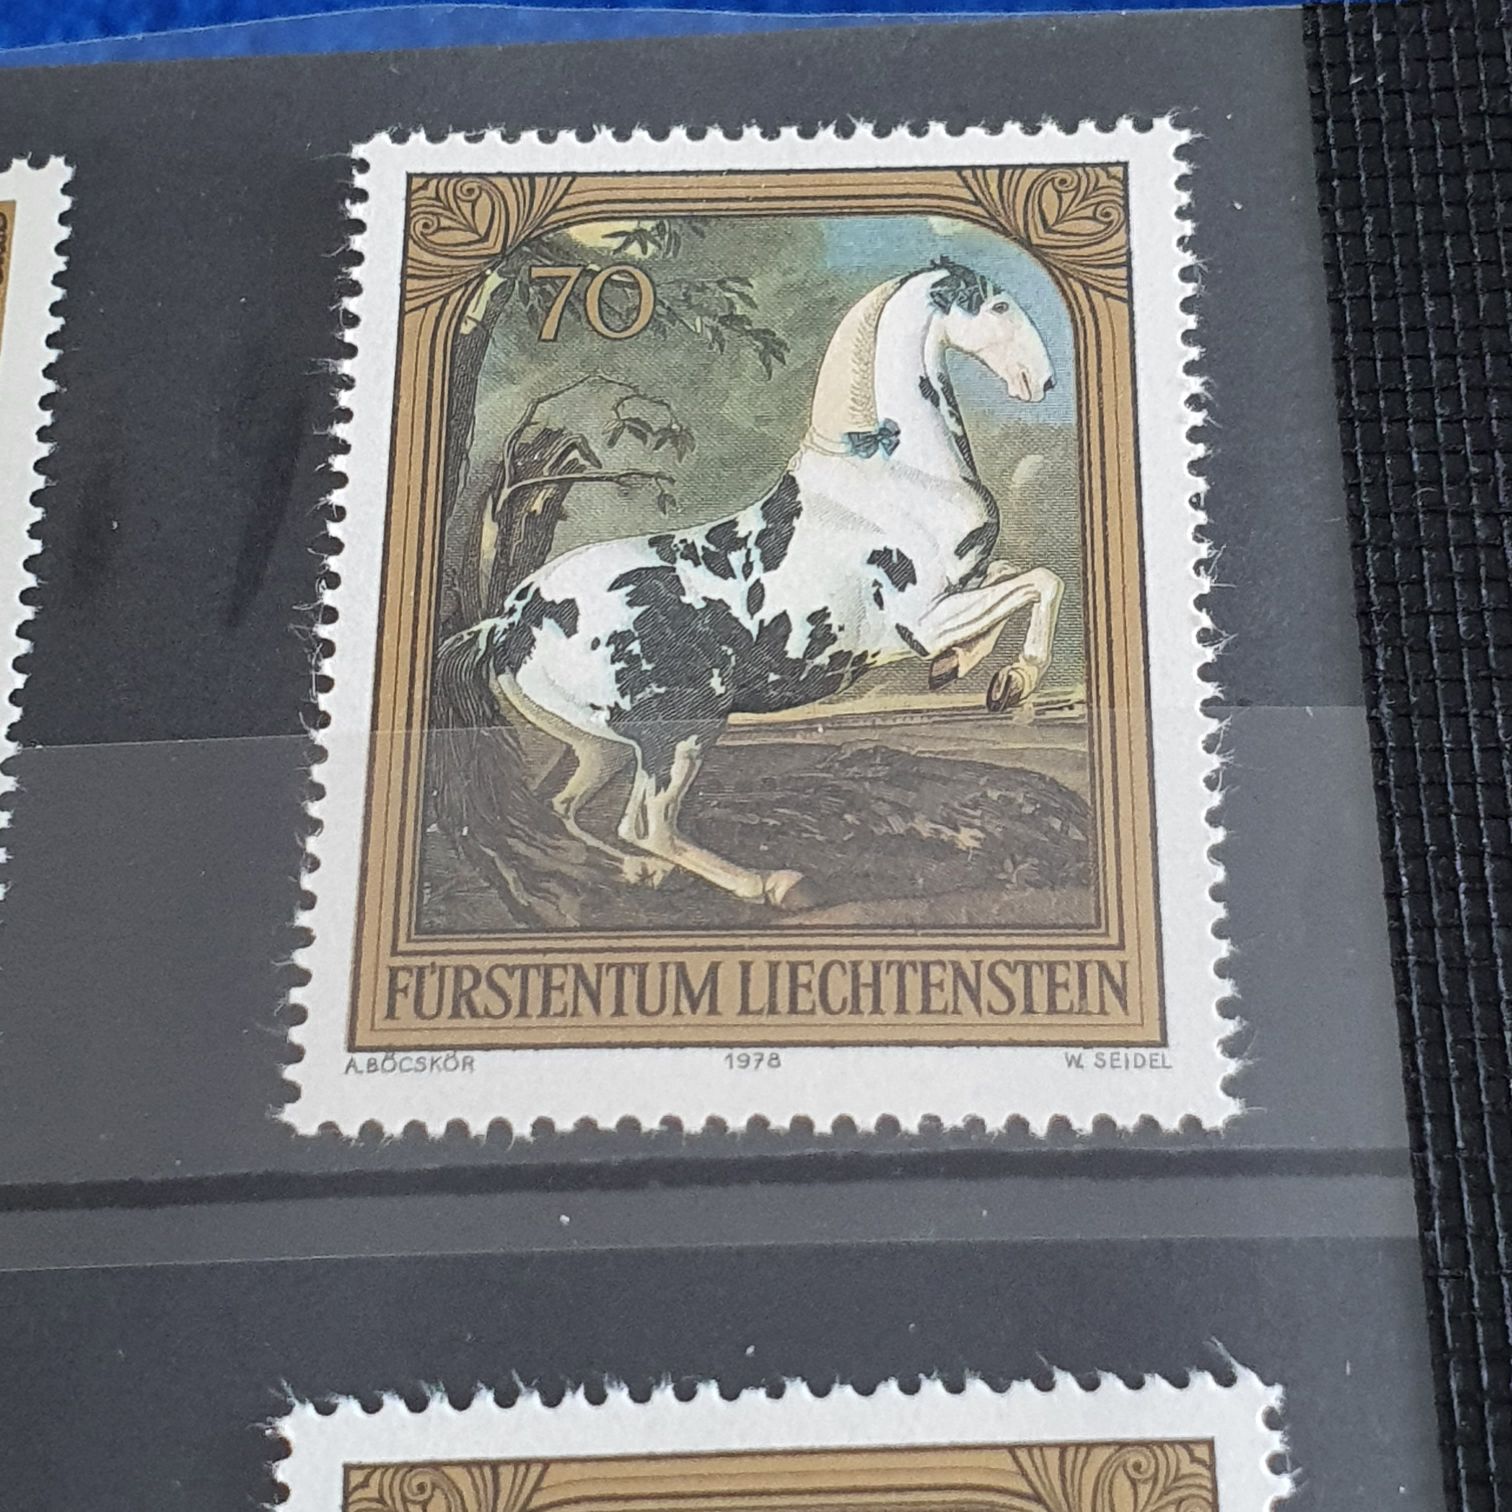 70
FÜRSTENTUM LIECHTENSTEIN
A. BÖCSKÖR 1978 W. SEIDEL